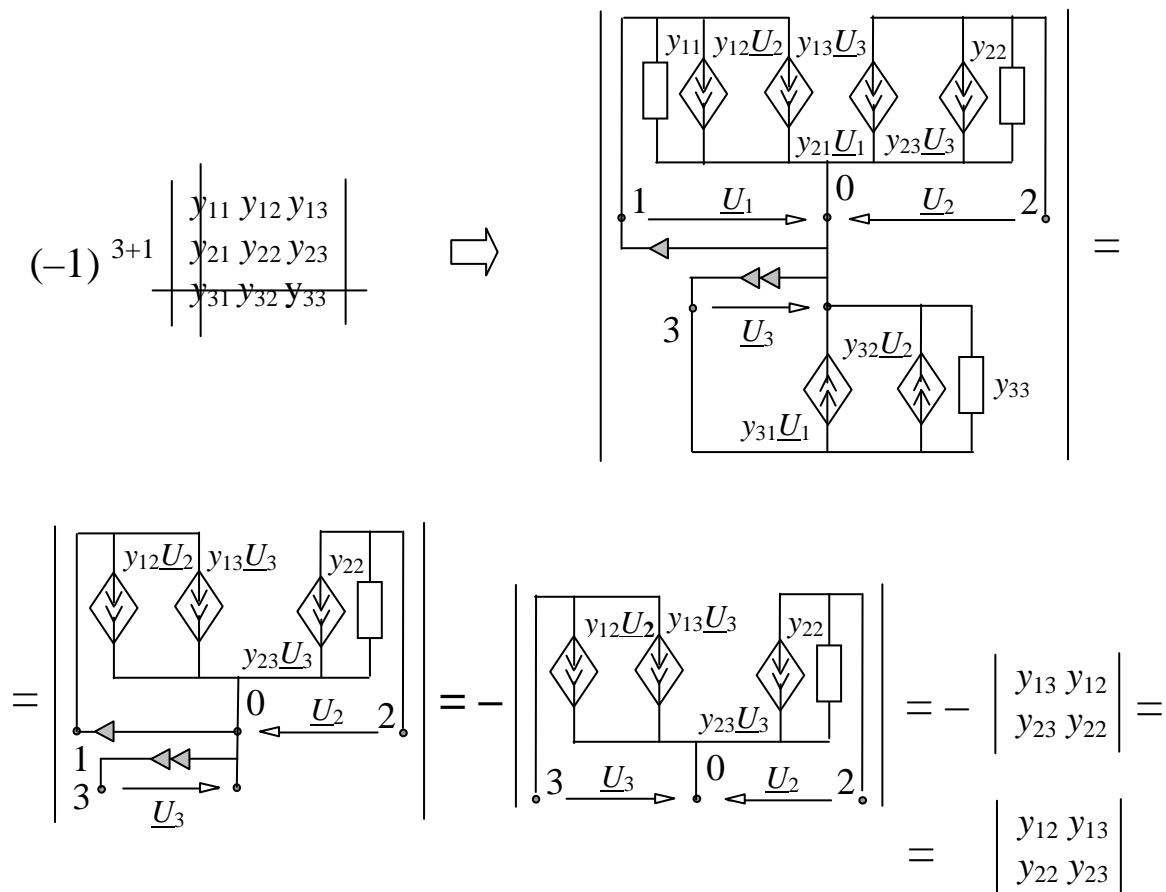 y₁₁ y₁₂U₂ y₁₃U₃ y₂₂
y₂₁U₁ y₂₃U₃
0
1 U₁ U₂ 2
(–1) ³⁺¹
y₁₁ y₁₂ y₁₃
y₂₁ y₂₂ y₂₃
y₃₁ y₃₂ y₃₃
=
3 U₃
y₃₂U₂
y₃₃
y₃₁U₁
=
y₁₂U₂ y₁₃U₃ y₂₂
y₂₃U₃
0
U₂ 2
1
3 U₃
= –
y₁₂U₂ y₁₃U₃ y₂₂
y₂₃U₃
3 U₃ 0 U₂ 2
= –
y₁₃ y₁₂
y₂₃ y₂₂
=
=
y₁₂ y₁₃
y₂₂ y₂₃